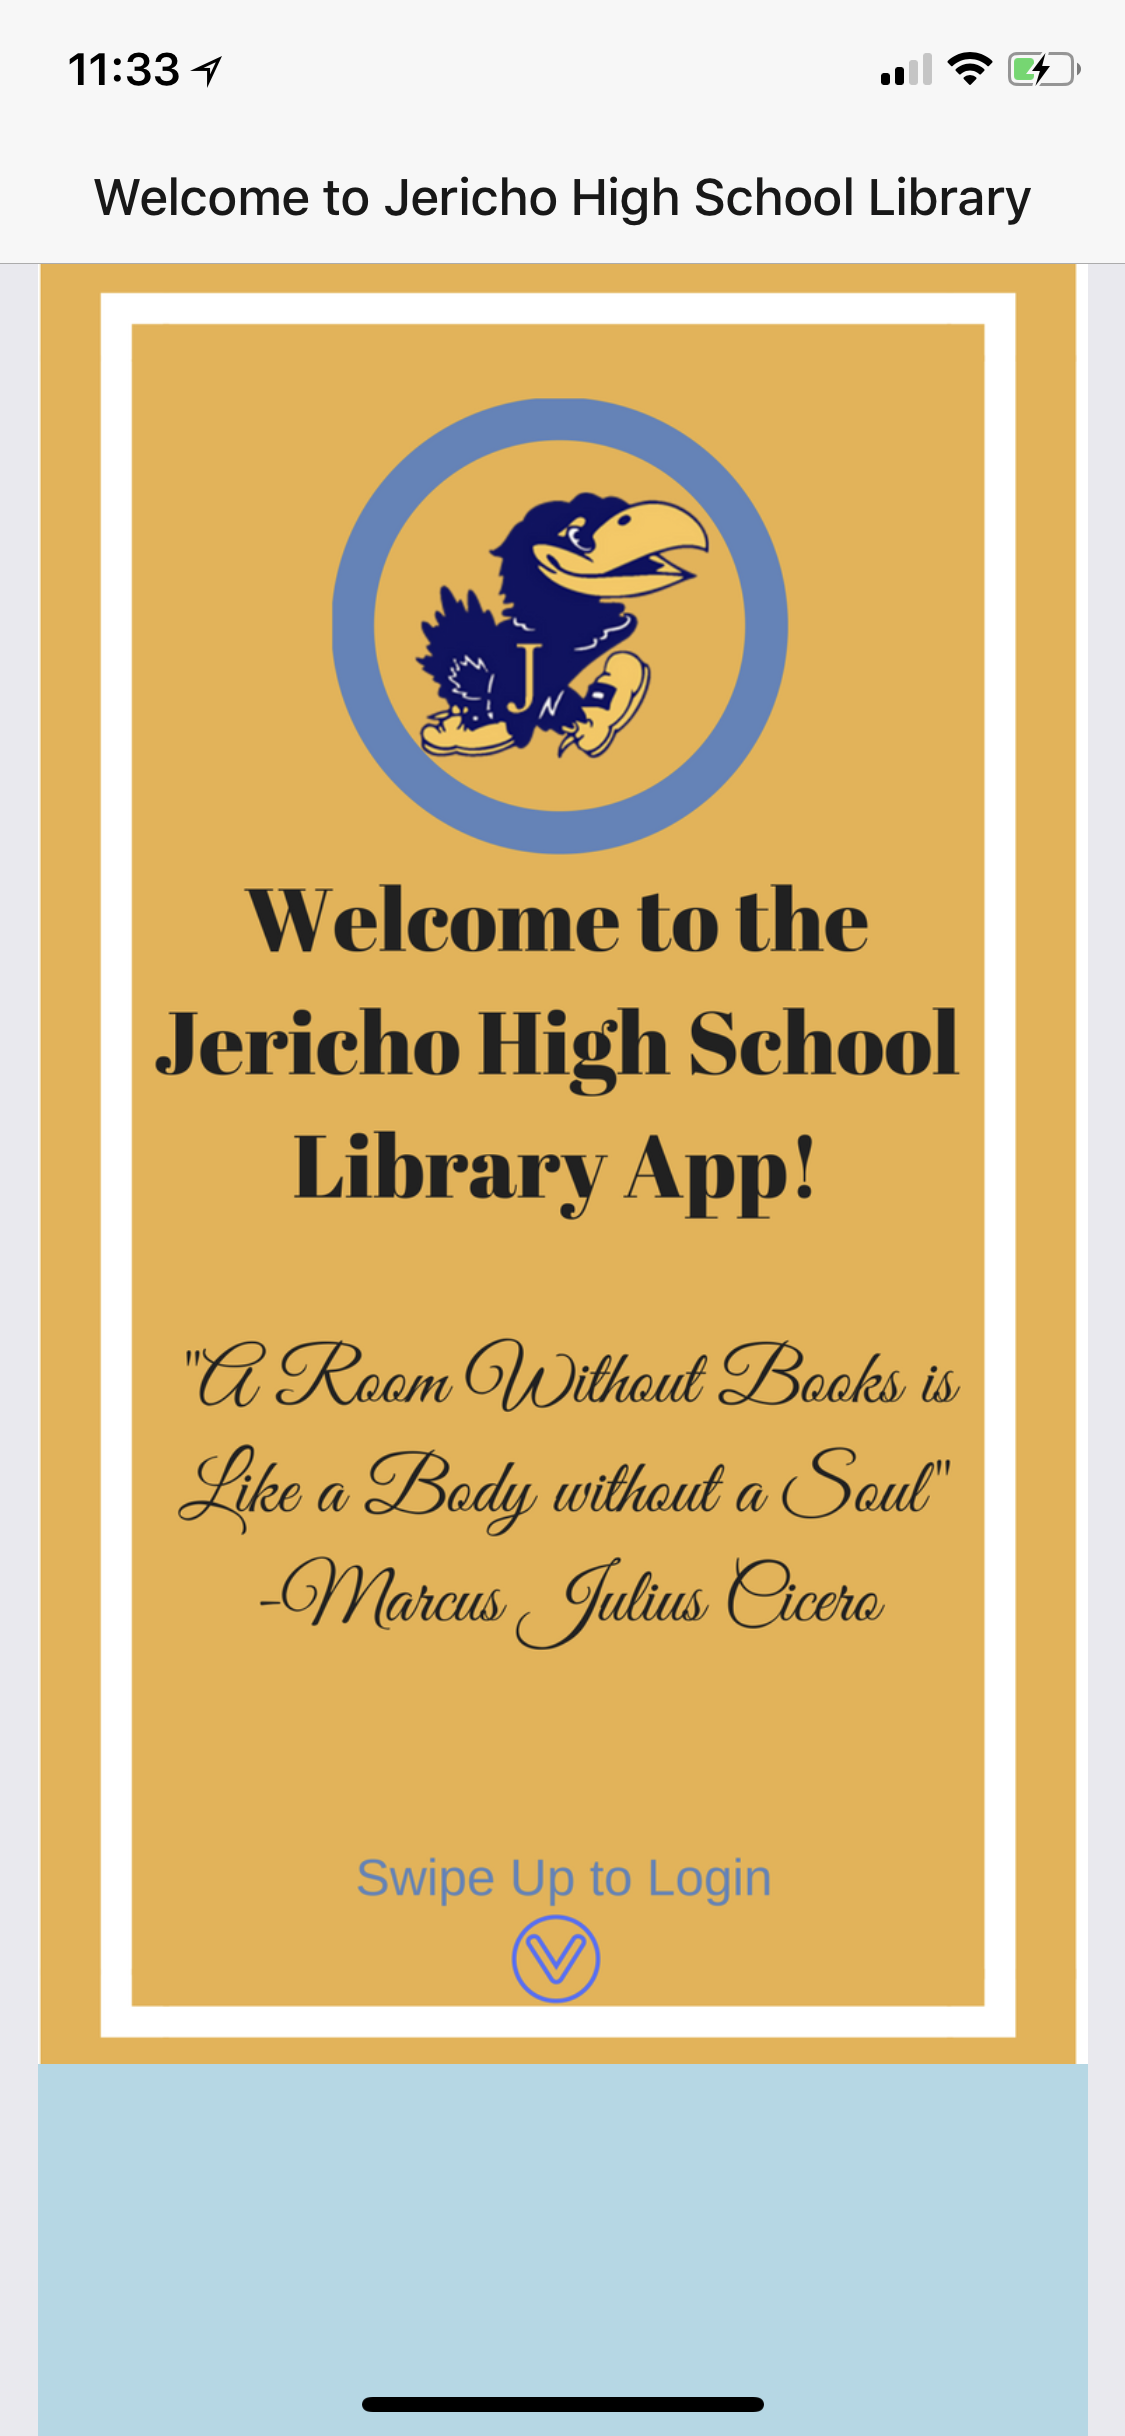 11:33
Welcome to Jericho High School Library
J
Welcome to the
Jericho High School
Library App!
"A Room Without Books is
Like a Body without a Soul"
-Marcus Julius Cicero
Swipe Up to Login